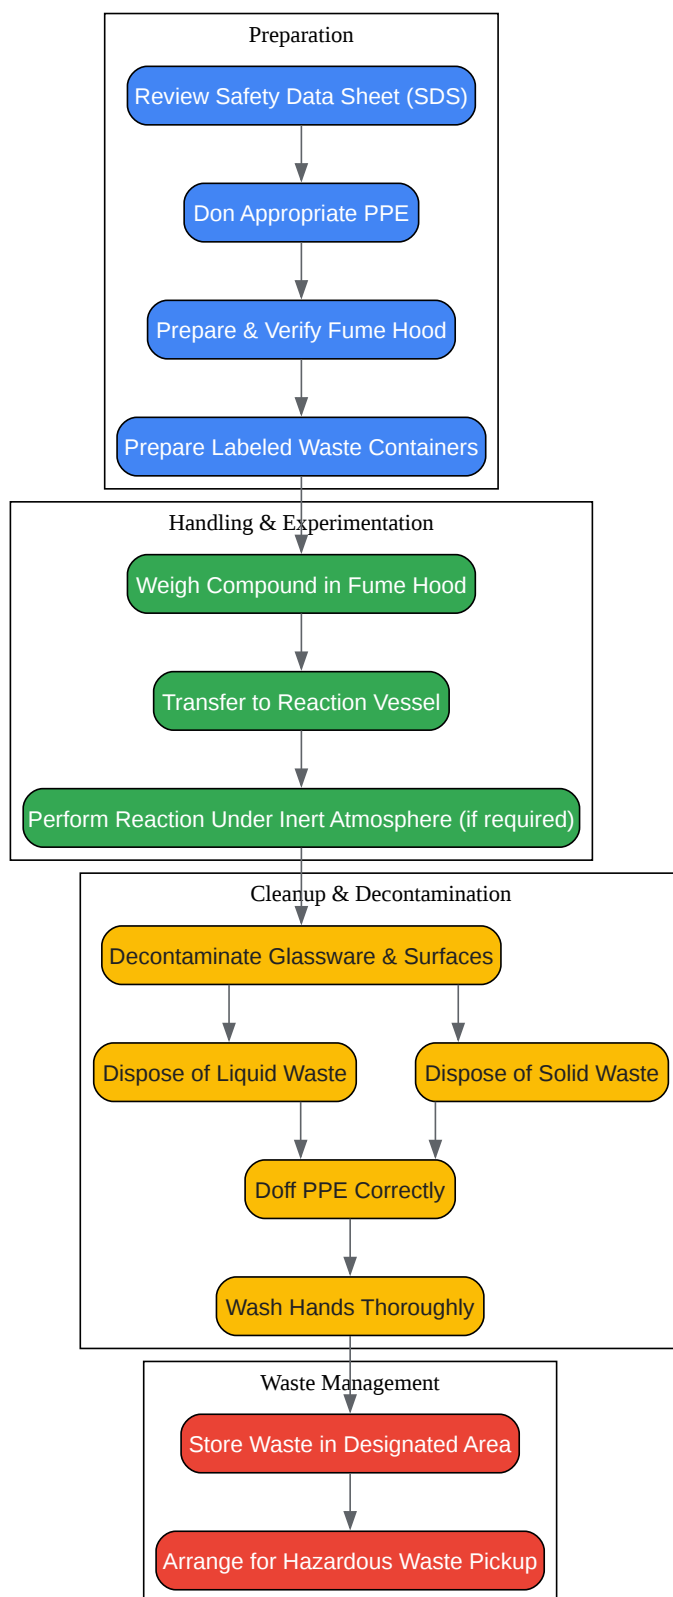 Preparation
Review Safety Data Sheet (SDS)
Don Appropriate PPE
Prepare & Verify Fume Hood
Prepare Labeled Waste Containers
Handling & Experimentation
Weigh Compound in Fume Hood
Transfer to Reaction Vessel
Perform Reaction Under Inert Atmosphere (if required)
Cleanup & Decontamination
Decontaminate Glassware & Surfaces
Dispose of Liquid Waste
Dispose of Solid Waste
Doff PPE Correctly
Wash Hands Thoroughly
Waste Management
Store Waste in Designated Area
Arrange for Hazardous Waste Pickup